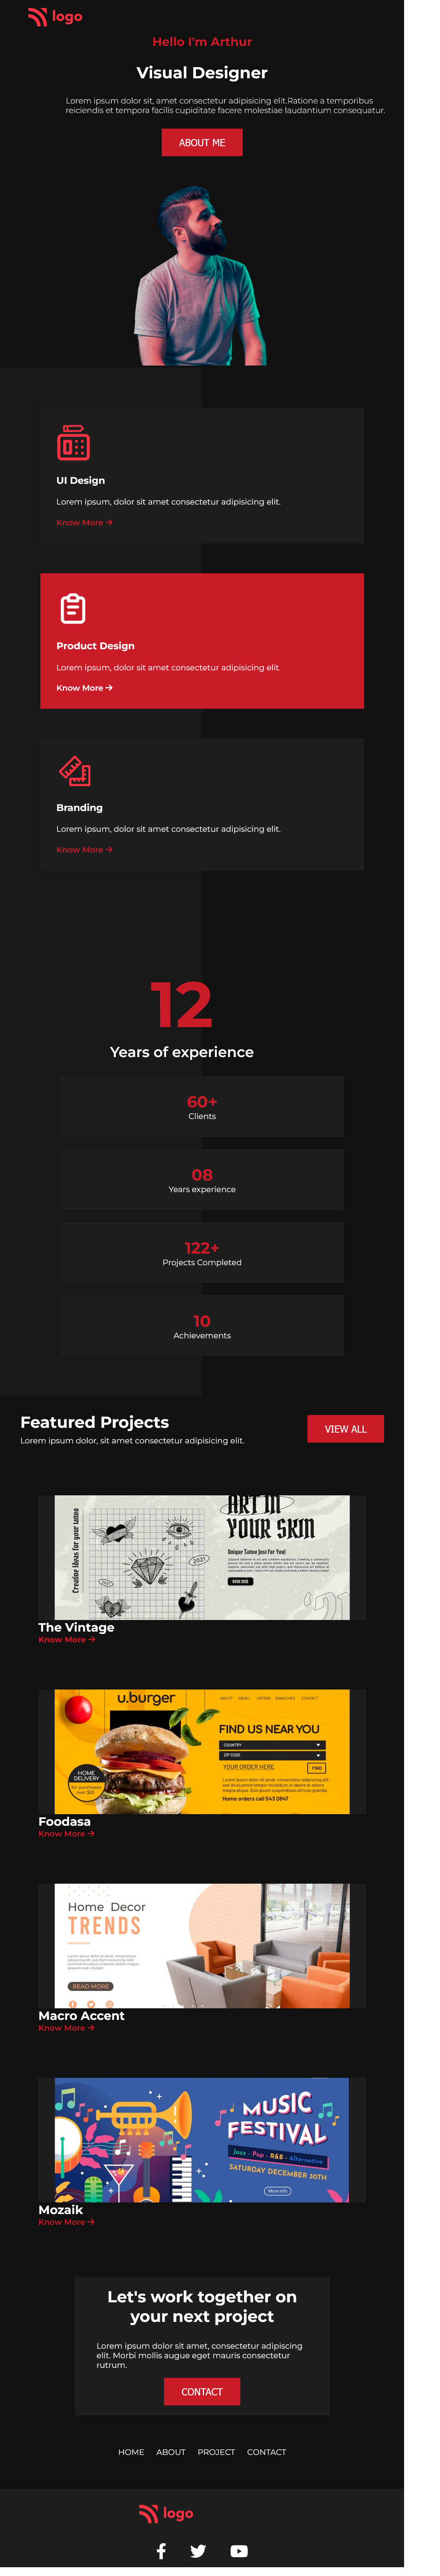 logo
Hello I'm Arthur
Visual Designer
Lorem ipsum dolor sit, amet consectetur adipisicing elit.Ratione a temporibus
reiciendis et tempora facilis cupiditate facere molestiae laudantium consequatur.
ABOUT ME
UI Design
Lorem ipsum, dolor sit amet consectetur adipisicing elit.
Know More →
Product Design
Lorem ipsum, dolor sit amet consectetur adipisicing elit.
Know More →
Branding
Lorem ipsum, dolor sit amet consectetur adipisicing elit.
Know More →
12
Years of experience
60+
Clients
08
Years experience
122+
Projects Completed
10
Achievements
Featured Projects
Lorem ipsum dolor, sit amet consectetur adipisicing elit.
VIEW ALL
Creative Ideas for your tattoo
2021
2021
ART IN
YOUR SKIN
Unique Tattoo Just For You!
'21
The Vintage
Know More →
u.burger
ABOUT MENU OFFERS BRANCHES CONTACT
FIND US NEAR YOU
COUNTRY
ZIP CODE
YOUR ORDER HERE
FIND
HOME
DELIVERY
for purchases
over $25
Home orders call 543 0847
Foodasa
Know More →
Home Decor
TRENDS
READ MORE
Macro Accent
Know More →
MUSIC
FESTIVAL
Jazz - Pop - R&B - Alternative
SATURDAY DECEMBER 30TH
More Info
Mozaik
Know More →
Let's work together on
your next project
Lorem ipsum dolor sit amet, consectetur adipiscing
elit. Morbi mollis augue eget mauris consectetur
rutrum.
CONTACT
HOME ABOUT PROJECT CONTACT
logo